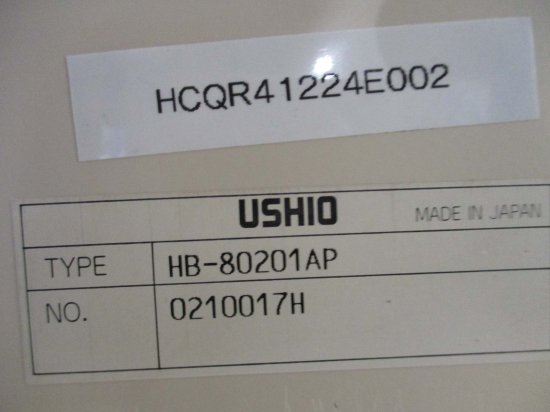 HCQR41224E002
USHIO MADE IN JAPAN
TYPE HB-80201AP
NO. 0210017H